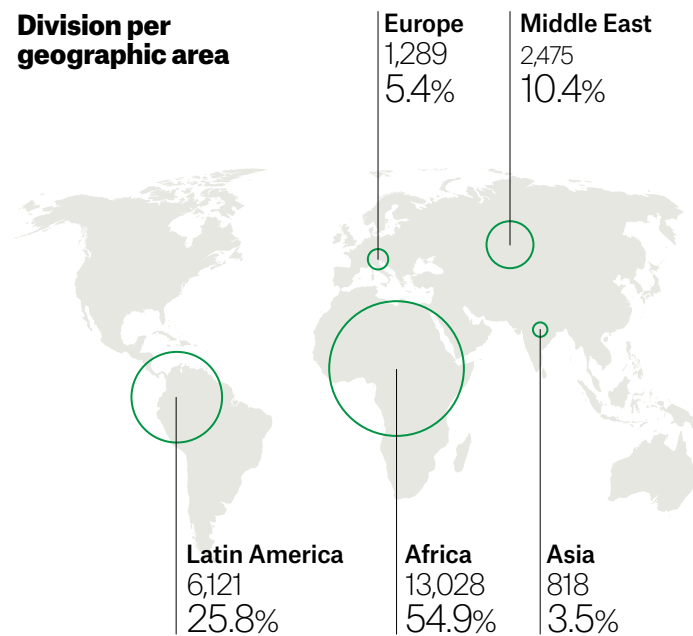 Division per
geographic area
Europe
1,289
5.4%
Middle East
2,475
10.4%
Latin America
6,121
25.8%
Africa
13,028
54.9%
Asia
818
3.5%